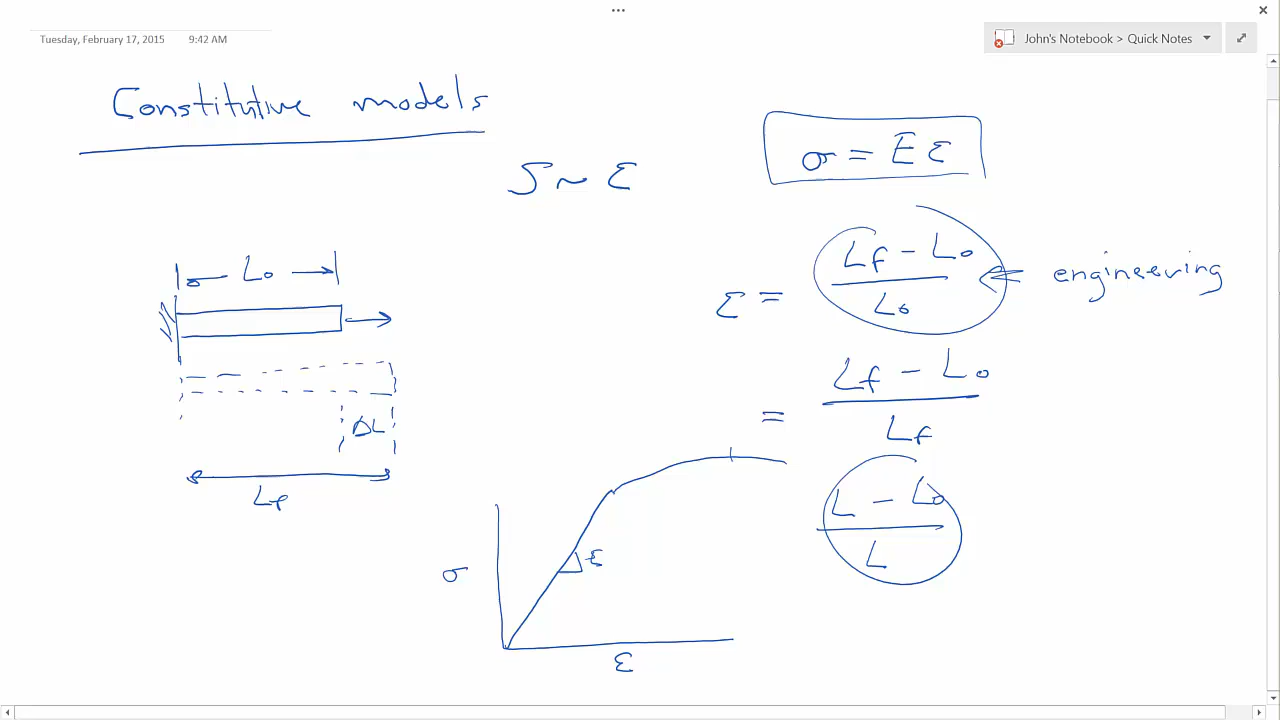 Tuesday, February 17, 2015 9:42 AM
John's Notebook > Quick Notes
Constitutive models
σ = E ε
S ~ ε
L₀
ε = (Lf - L₀) / L₀ ← engineering
= (Lf - L₀) / Lf
ΔL
Lf
(L - L₀) / L
σ
E
ε